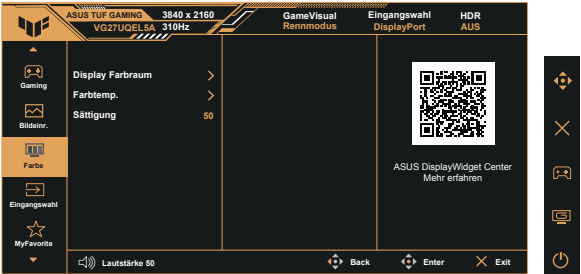 ASUS TUF GAMING 3840 x 2160
VG27UQEL5A 310Hz
GameVisual
Rennmodus
Eingangswahl
DisplayPort
HDR
AUS
Gaming
Bildeinr.
Farbe
Eingangswahl
MyFavorite
Display Farbraum
Farbtemp.
Sättigung 50
ASUS DisplayWidget Center
Mehr erfahren
Lautstärke 50
Back
Enter
Exit